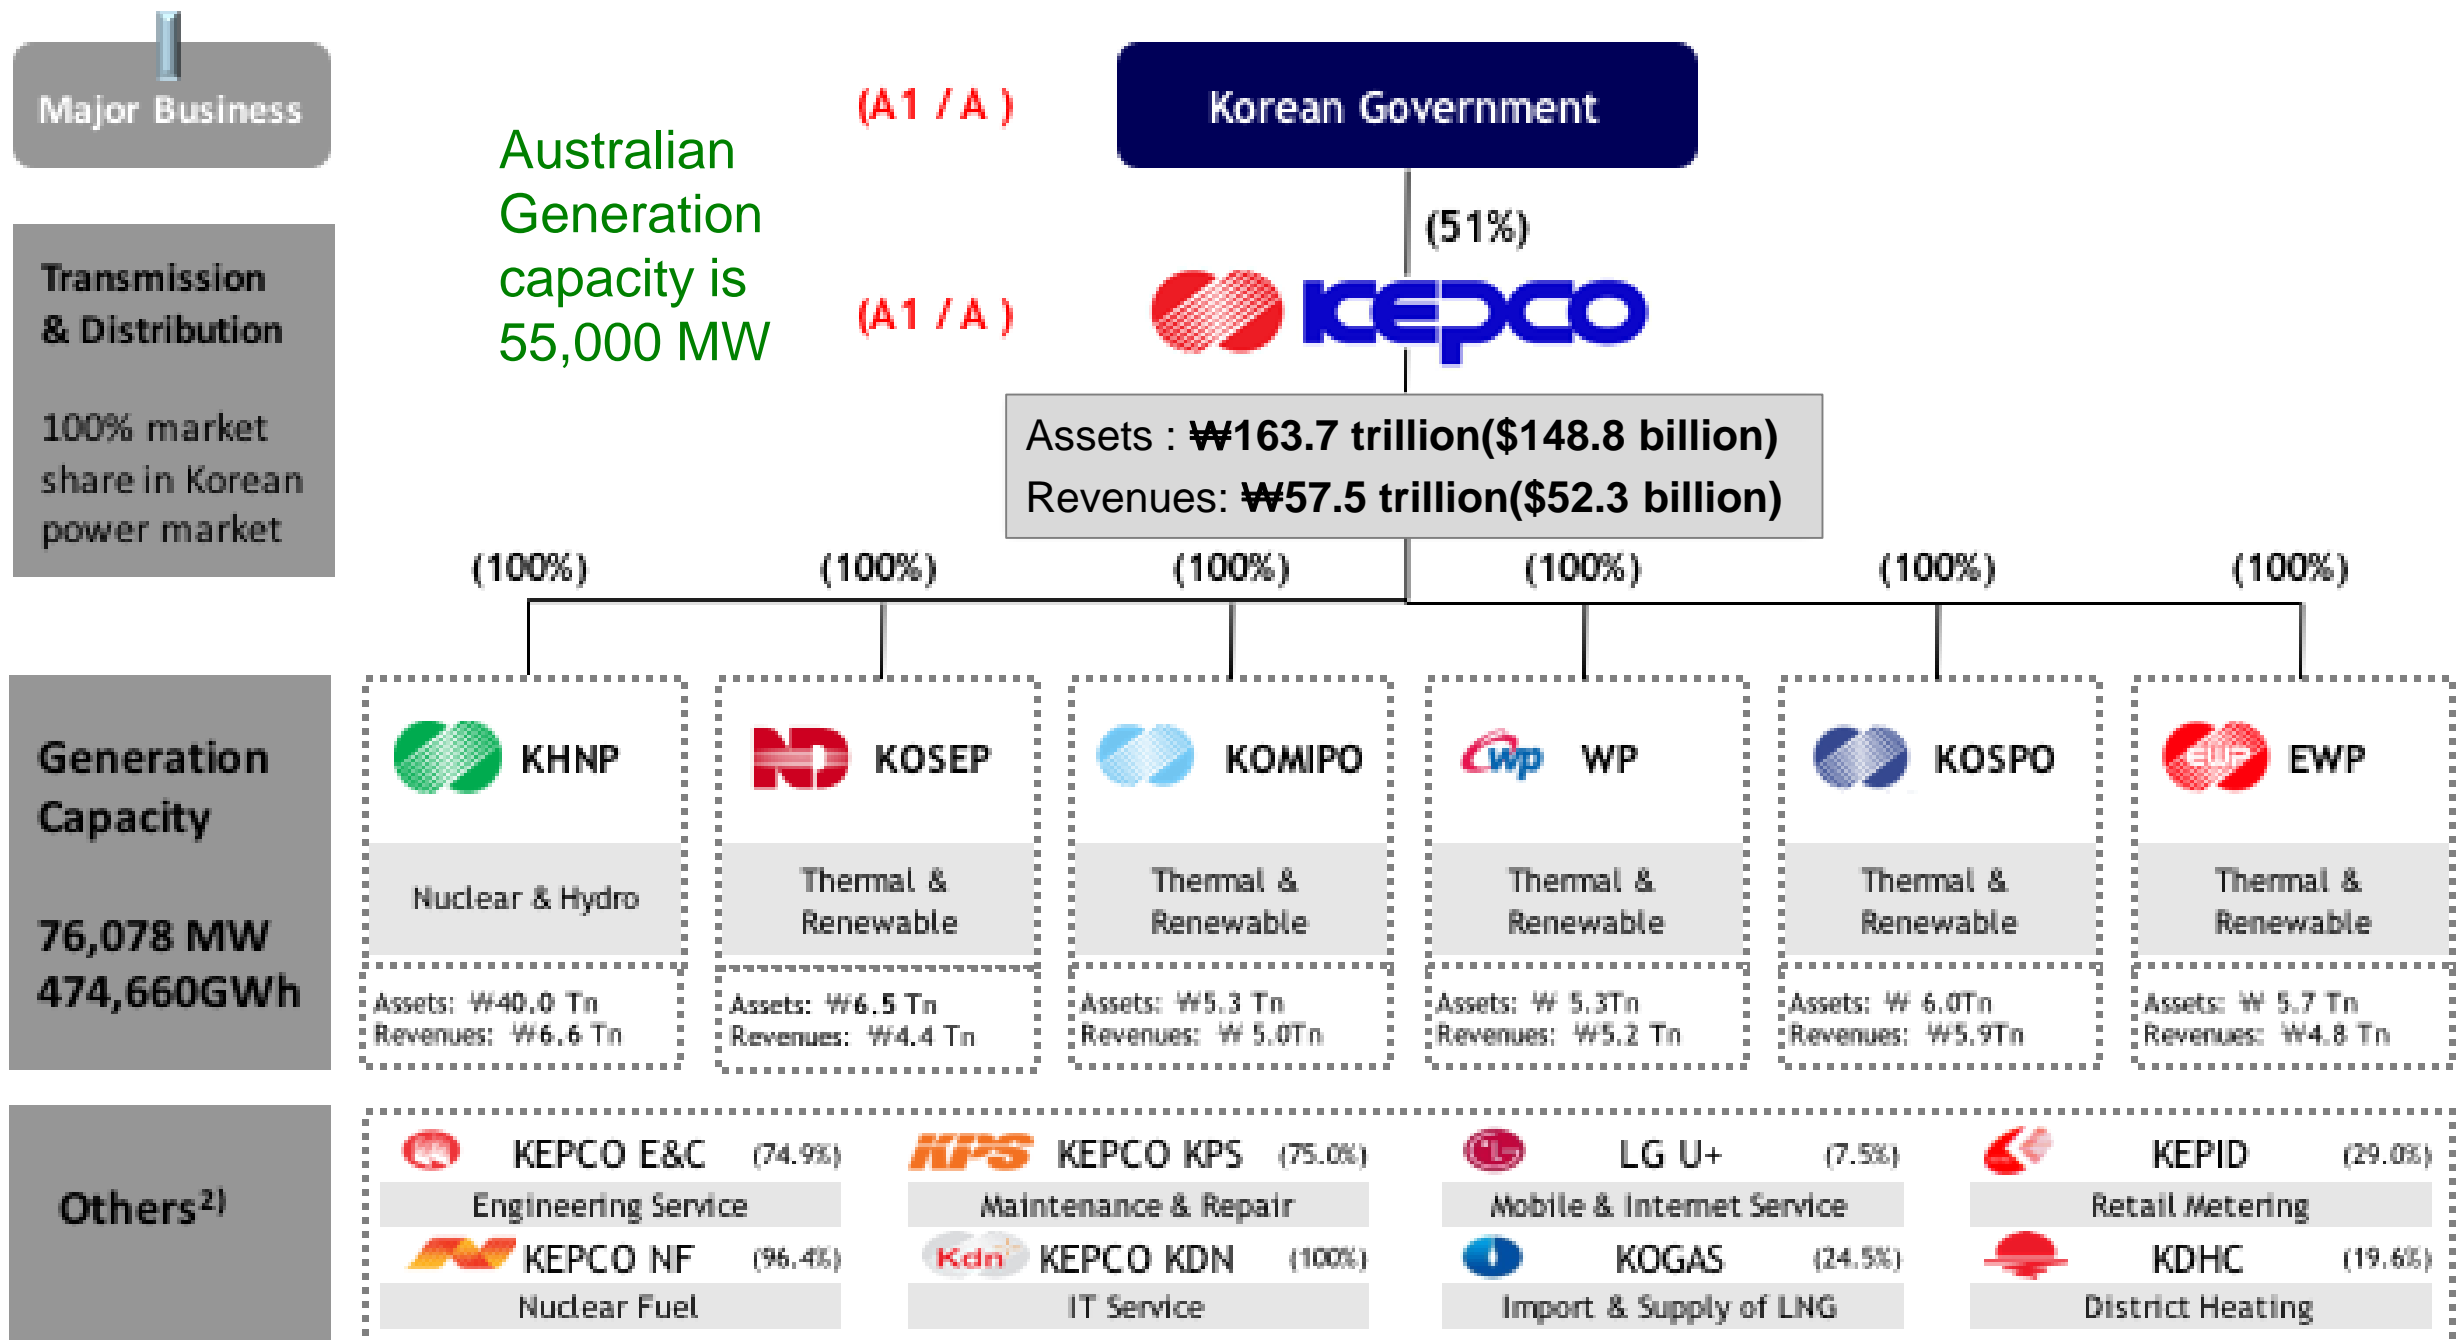 Major Business
(A1 / A )
Korean Government
Australian
Generation
capacity is
55,000 MW
(51%)
Transmission
& Distribution
100% market
share in Korean
power market
(A1 / A )
KEPCO
Assets : ₩163.7 trillion($148.8 billion)
Revenues: ₩57.5 trillion($52.3 billion)
(100%) (100%) (100%) (100%) (100%) (100%)
Generation
Capacity
76,078 MW
474,660GWh
KHNP
Nuclear & Hydro
Assets: ₩40.0 Tn
Revenues: ₩6.6 Tn
ND KOSEP
Thermal &
Renewable
Assets: ₩6.5 Tn
Revenues: ₩4.4 Tn
KOMIPO
Thermal &
Renewable
Assets: ₩5.3 Tn
Revenues: ₩ 5.0Tn
wp WP
Thermal &
Renewable
Assets: ₩ 5.3Tn
Revenues: ₩5.2 Tn
KOSPO
Thermal &
Renewable
Assets: ₩ 6.0Tn
Revenues: ₩5.9Tn
EWP EWP
Thermal &
Renewable
Assets: ₩ 5.7 Tn
Revenues: ₩4.8 Tn
Others2)
KEPCO E&C (74.9%)
Engineering Service
KEPCO NF (96.4%)
Nuclear Fuel
KPS KEPCO KPS (75.0%)
Maintenance & Repair
Kdn KEPCO KDN (100%)
IT Service
LG U+ (7.5%)
Mobile & Internet Service
KOGAS (24.5%)
Import & Supply of LNG
KEPID (29.0%)
Retail Metering
KDHC (19.6%)
District Heating